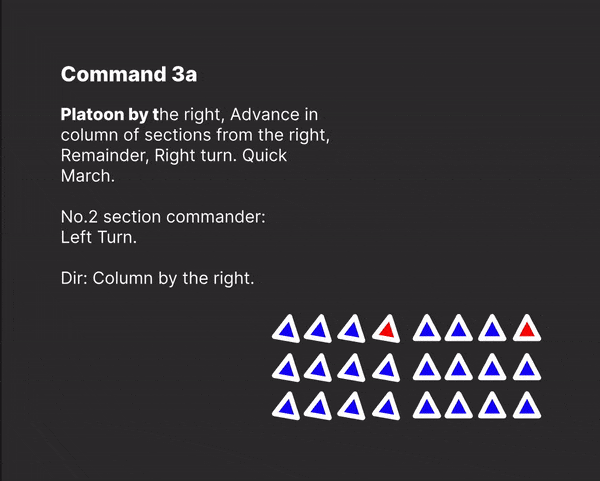 Command 3a
Platoon by the right, Advance in
column of sections from the right,
Remainder, Right turn. Quick
March.
No.2 section commander:
Left Turn.
Dir: Column by the right.